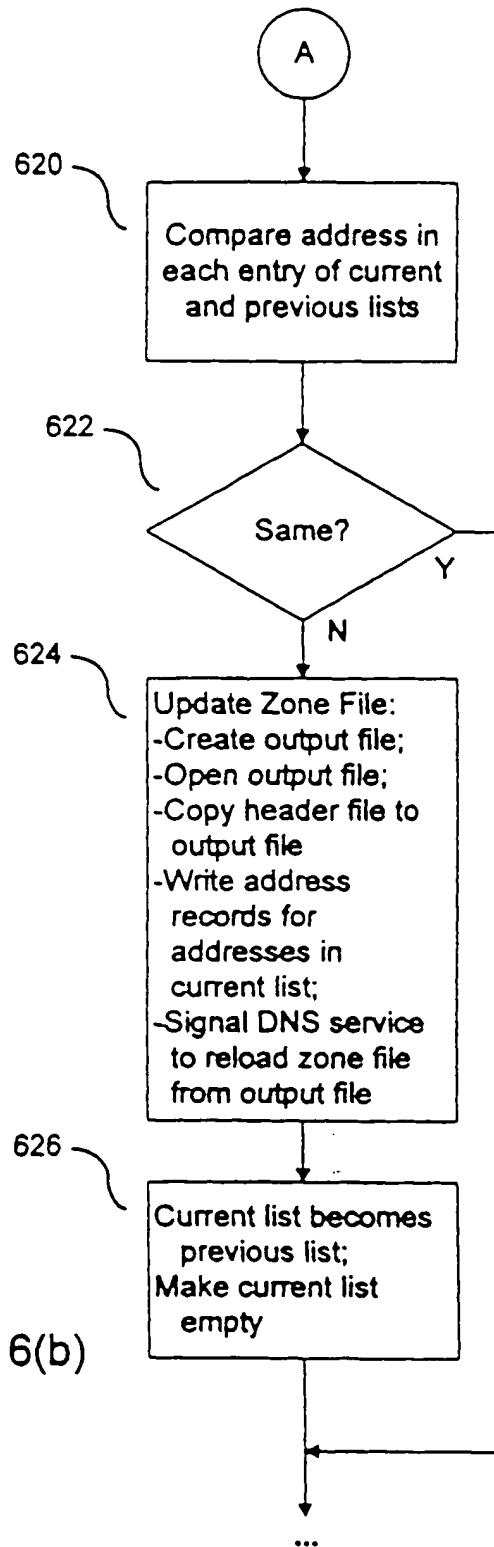 A
620
Compare address in
each entry of current
and previous lists
622
Same?
Y
N
624
Update Zone File:
-Create output file;
-Open output file;
-Copy header file to
output file
-Write address
records for
addresses in
current list;
-Signal DNS service
to reload zone file
from output file
626
Current list becomes
previous list;
Make current list
empty
6(b)
...